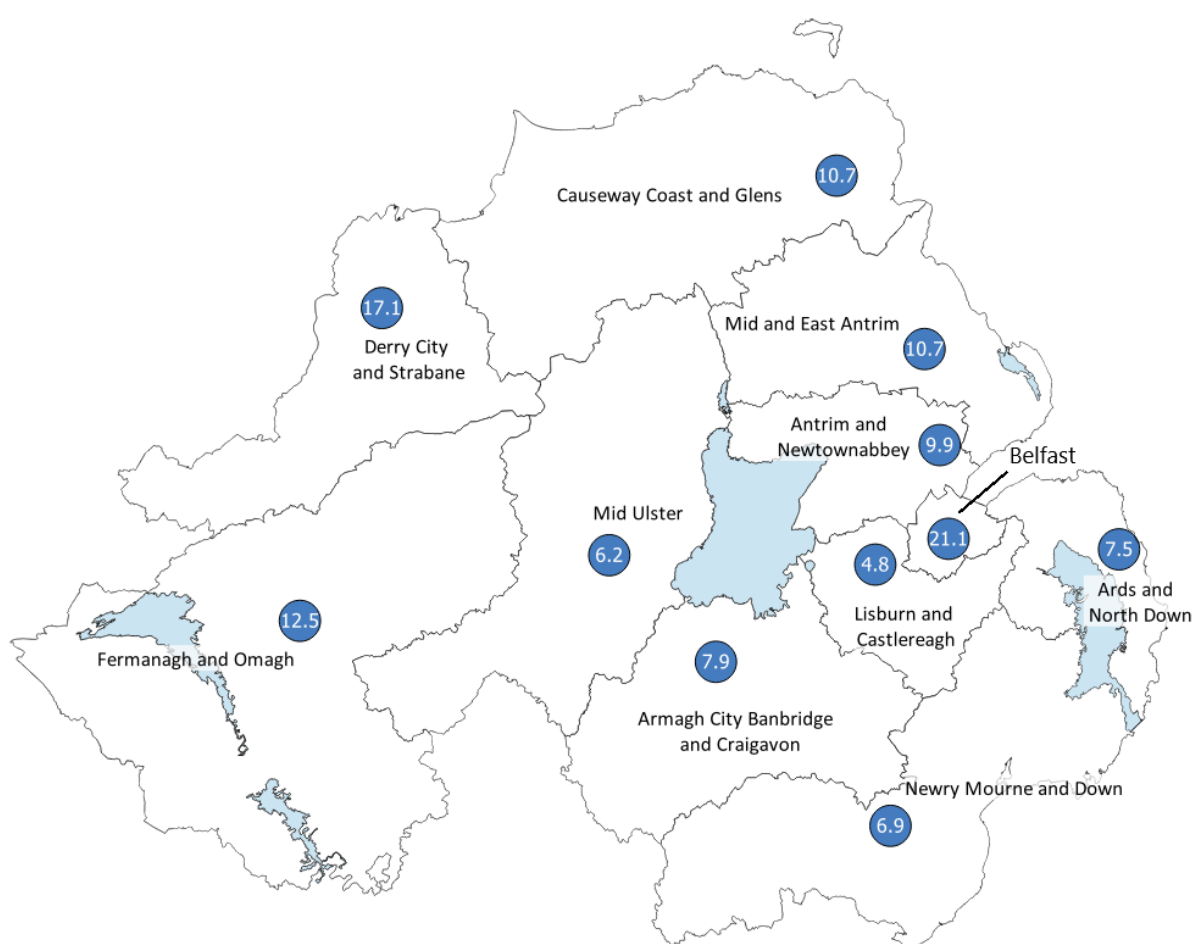 10.7
Causeway Coast and Glens
17.1
Derry City
and Strabane
Mid and East Antrim
10.7
Antrim and
Newtownabbey
9.9
Belfast
Mid Ulster
6.2
21.1
4.8
7.5
Ards and
North Down
Lisburn and
Castlereagh
12.5
Fermanagh and Omagh
7.9
Armagh City Banbridge
and Craigavon
Newry Mourne and Down
6.9